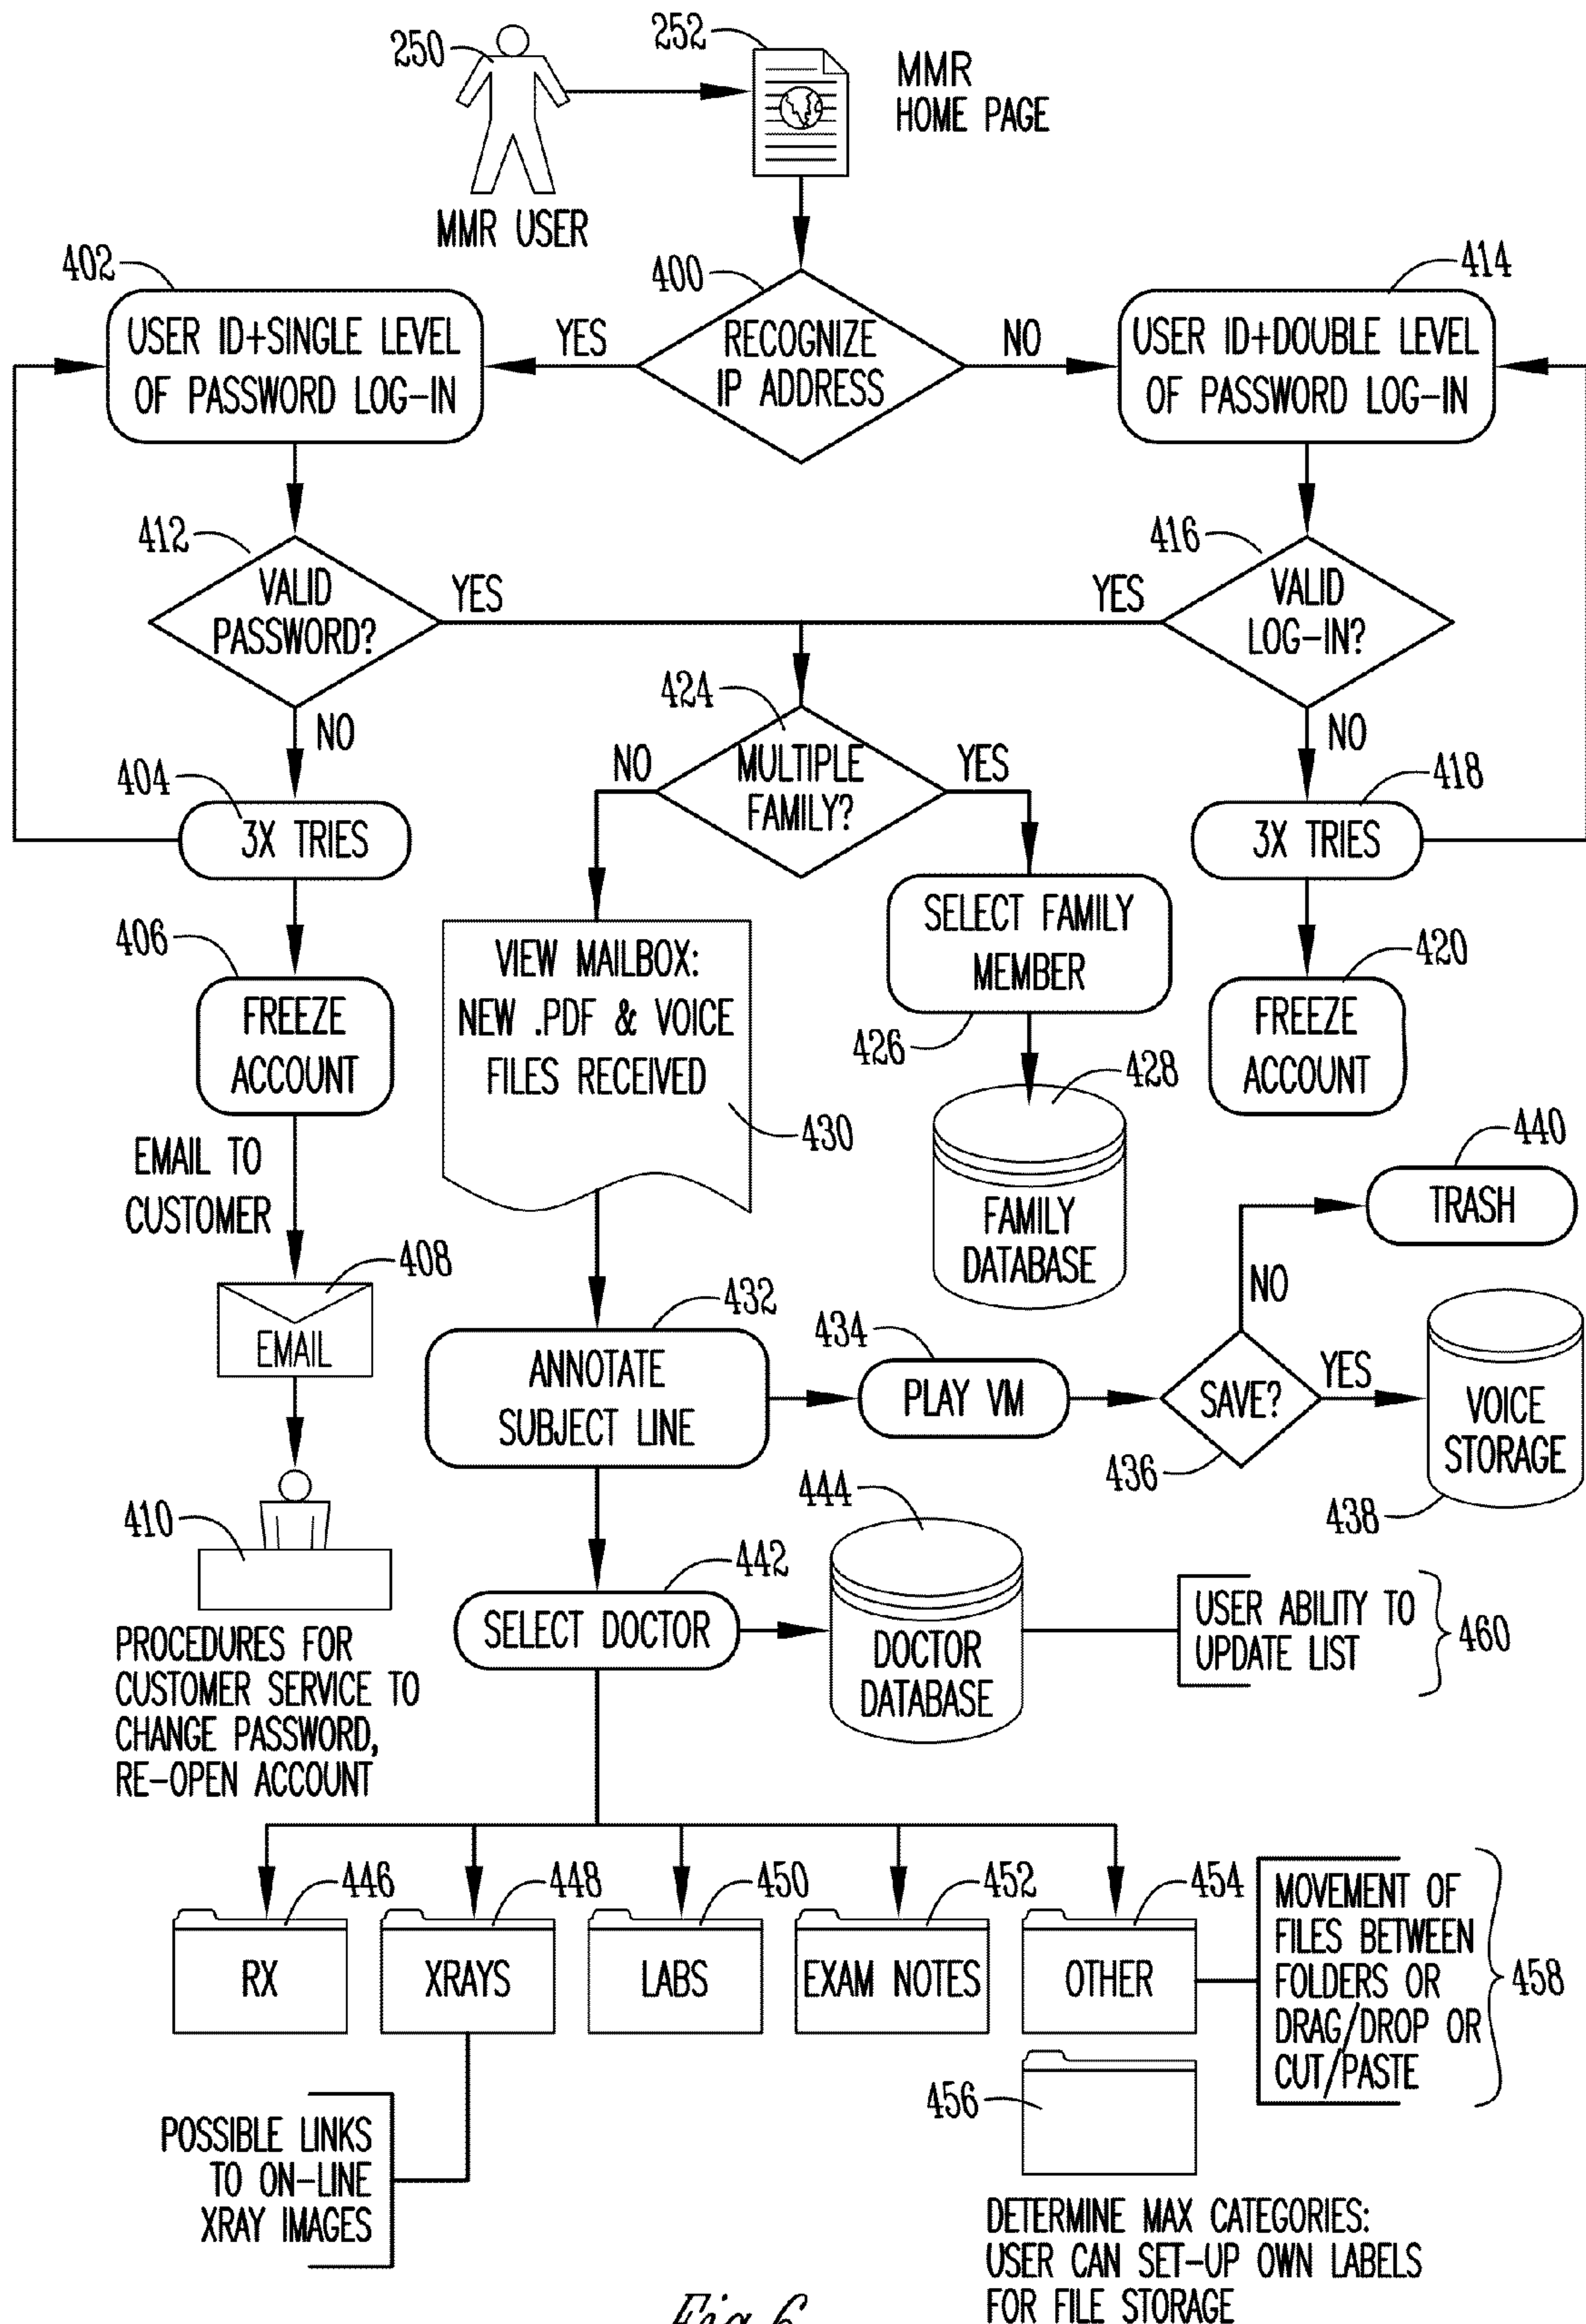 250
252
MMR
HOME PAGE
MMR USER
402
400
414
USER ID+SINGLE LEVEL
OF PASSWORD LOG-IN
YES
RECOGNIZE
IP ADDRESS
NO
USER ID+DOUBLE LEVEL
OF PASSWORD LOG-IN
412
VALID
PASSWORD?
YES
416
YES
VALID
LOG-IN?
NO
424
NO
MULTIPLE
FAMILY?
YES
NO
404
3X TRIES
418
3X TRIES
406
FREEZE
ACCOUNT
VIEW MAILBOX:
NEW .PDF & VOICE
FILES RECEIVED
430
SELECT FAMILY
MEMBER
426
420
FREEZE
ACCOUNT
428
FAMILY
DATABASE
EMAIL TO
CUSTOMER
440
TRASH
408
EMAIL
432
ANNOTATE
SUBJECT LINE
434
PLAY VM
NO
SAVE?
YES
436
VOICE
STORAGE
438
410
PROCEDURES FOR
CUSTOMER SERVICE TO
CHANGE PASSWORD,
RE-OPEN ACCOUNT
442
SELECT DOCTOR
444
DOCTOR
DATABASE
USER ABILITY TO
UPDATE LIST
460
446
RX
448
XRAYS
450
LABS
452
EXAM NOTES
454
OTHER
MOVEMENT OF
FILES BETWEEN
FOLDERS OR
DRAG/DROP OR
CUT/PASTE
458
456
POSSIBLE LINKS
TO ON-LINE
XRAY IMAGES
DETERMINE MAX CATEGORIES:
USER CAN SET-UP OWN LABELS
FOR FILE STORAGE
Fig. 6